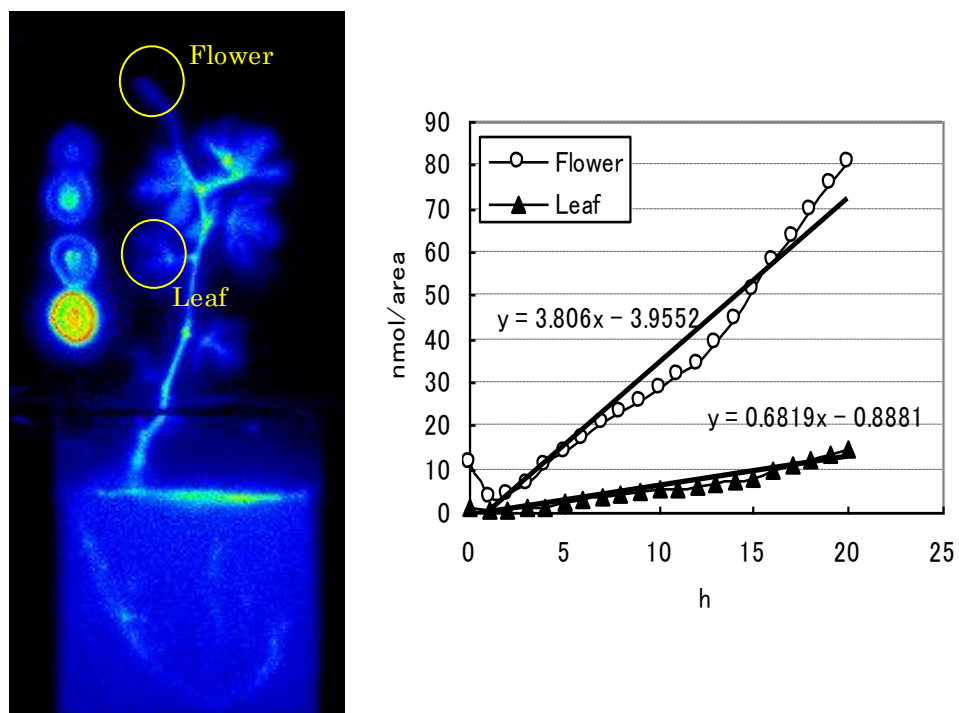 Flower
Leaf
nmol/area
90
80
70
60
50
40
30
20
10
0
Flower
Leaf
y = 3.806x - 3.9552
y = 0.6819x - 0.8881
0 5 10 15 20 25
h